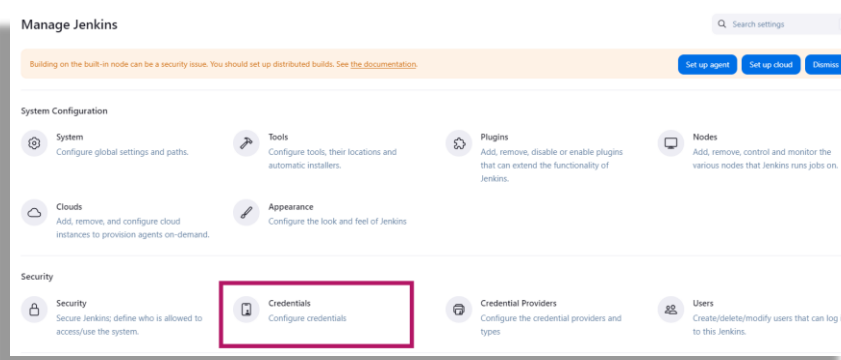 Manage Jenkins
Search settings
Building on the built-in node can be a security issue. You should set up distributed builds. See the documentation.
Set up agent
Set up cloud
Dismiss
System Configuration
System
Configure global settings and paths.
Tools
Configure tools, their locations and
automatic installers.
Plugins
Add, remove, disable or enable plugins
that can extend the functionality of
Jenkins.
Nodes
Add, remove, control and monitor the
various nodes that Jenkins runs jobs on.
Clouds
Add, remove, and configure cloud
instances to provision agents on-demand.
Appearance
Configure the look and feel of Jenkins
Security
Security
Secure Jenkins; define who is allowed to
access/use the system.
Credentials
Configure credentials
Credential Providers
Configure the credential providers and
types
Users
Create/delete/modify users that can log
to this Jenkins.